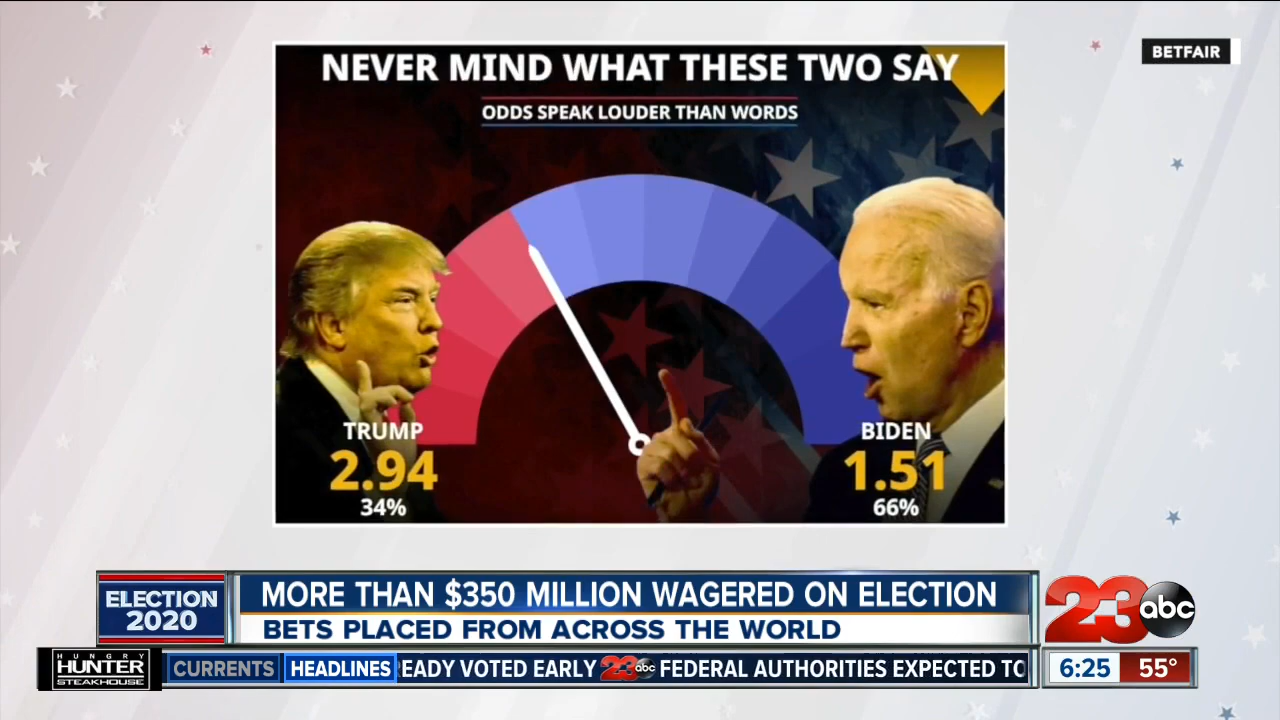 BETFAIR
NEVER MIND WHAT THESE TWO SAY
ODDS SPEAK LOUDER THAN WORDS
TRUMP
2.94
34%
BIDEN
1.51
66%
ELECTION
2020
MORE THAN $350 MILLION WAGERED ON ELECTION
BETS PLACED FROM ACROSS THE WORLD
23 abc
HUNGRY
HUNTER
STEAKHOUSE
CURRENTS HEADLINES EADY VOTED EARLY 23 abc FEDERAL AUTHORITIES EXPECTED TO
6:25 55°